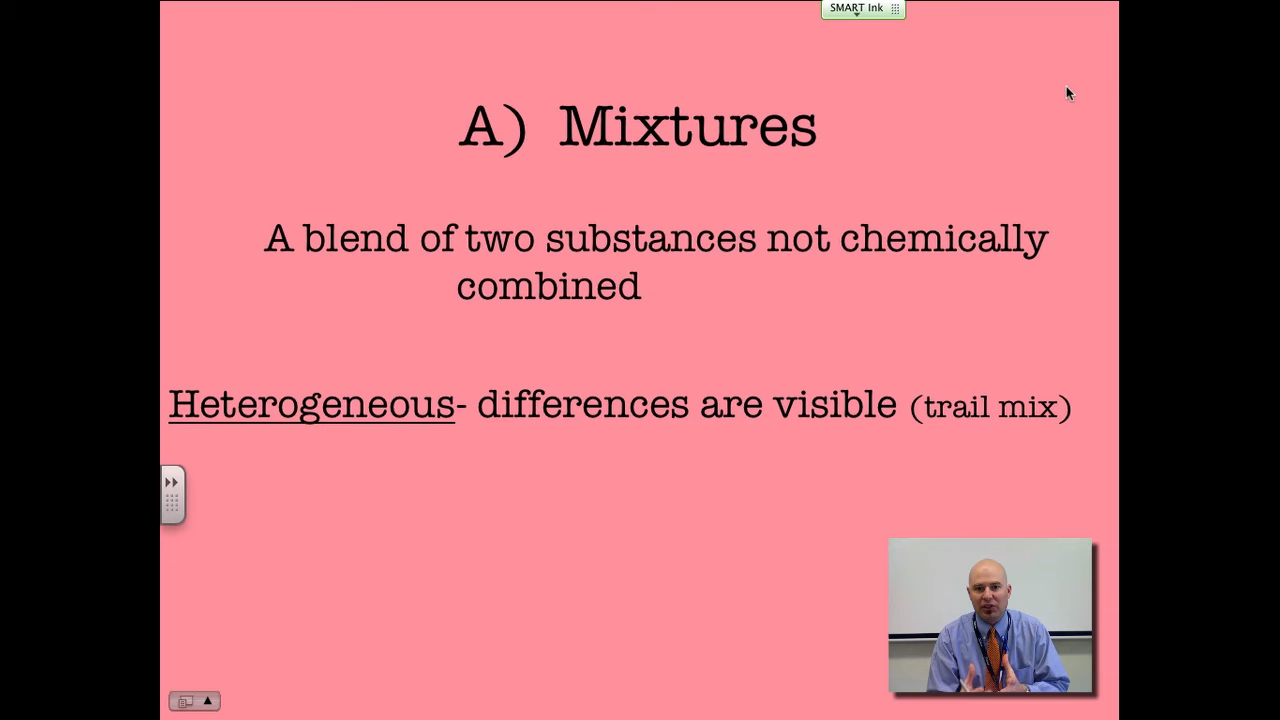 SMART Ink
A) Mixtures
A blend of two substances not chemically
combined
Heterogeneous- differences are visible (trail mix)